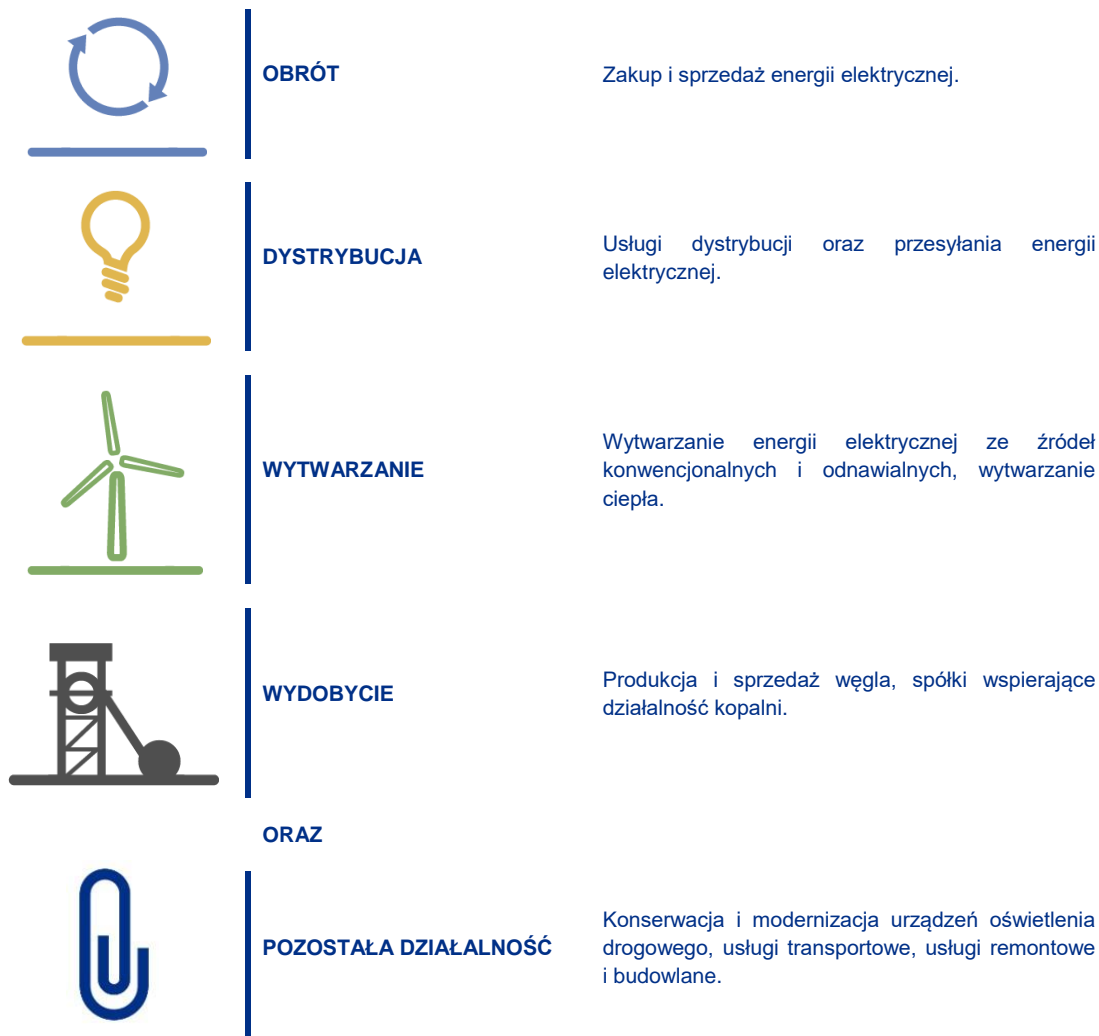 OBRÓT
Zakup i sprzedaż energii elektrycznej.
DYSTRYBUCJA
Usługi dystrybucji oraz przesyłania energii
elektrycznej.
WYTWARZANIE
Wytwarzanie energii elektrycznej ze źródeł
konwencjonalnych i odnawialnych, wytwarzanie
ciepła.
WYDOBYCIE
Produkcja i sprzedaż węgla, spółki wspierające
działalność kopalni.
ORAZ
POZOSTAŁA DZIAŁALNOŚĆ
Konserwacja i modernizacja urządzeń oświetlenia
drogowego, usługi transportowe, usługi remontowe
i budowlane.